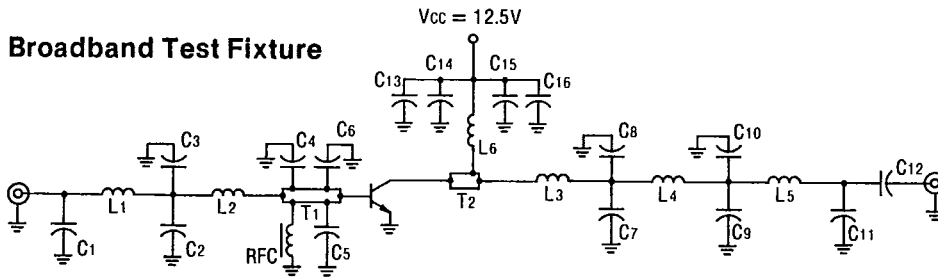 Vcc = 12.5V
Broadband Test Fixture
C13 C14 C15 C16
C3 C4 C6 L6 C8 C10
L1 L2 T1 T2 L3 L4 L5 C12
C1 C2 RFC C5 C7 C9 C11